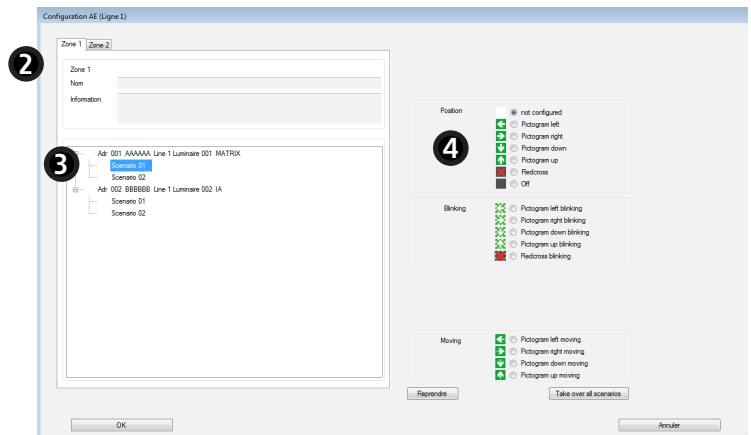 Configuration AE (Ligne 1)
2
Zone 1 Zone 2
Zone 1
Nom
Information
3
Adr 001 AAAAAA Line 1 Luminaire 001 MATRIX
Scenario 01
Scenario 02
Adr 002 BBBBBB Line 1 Luminaire 002 IA
Scenario 01
Scenario 02
4
Position
not configured
Pictogram left
Pictogram right
Pictogram down
Pictogram up
Redcross
Off
Blinking
Pictogram left blinking
Pictogram right blinking
Pictogram down blinking
Pictogram up blinking
Redcross blinking
Moving
Pictogram left moving
Pictogram right moving
Pictogram down moving
Pictogram up moving
Reprendre
Take over all scenarios
OK
Annuler